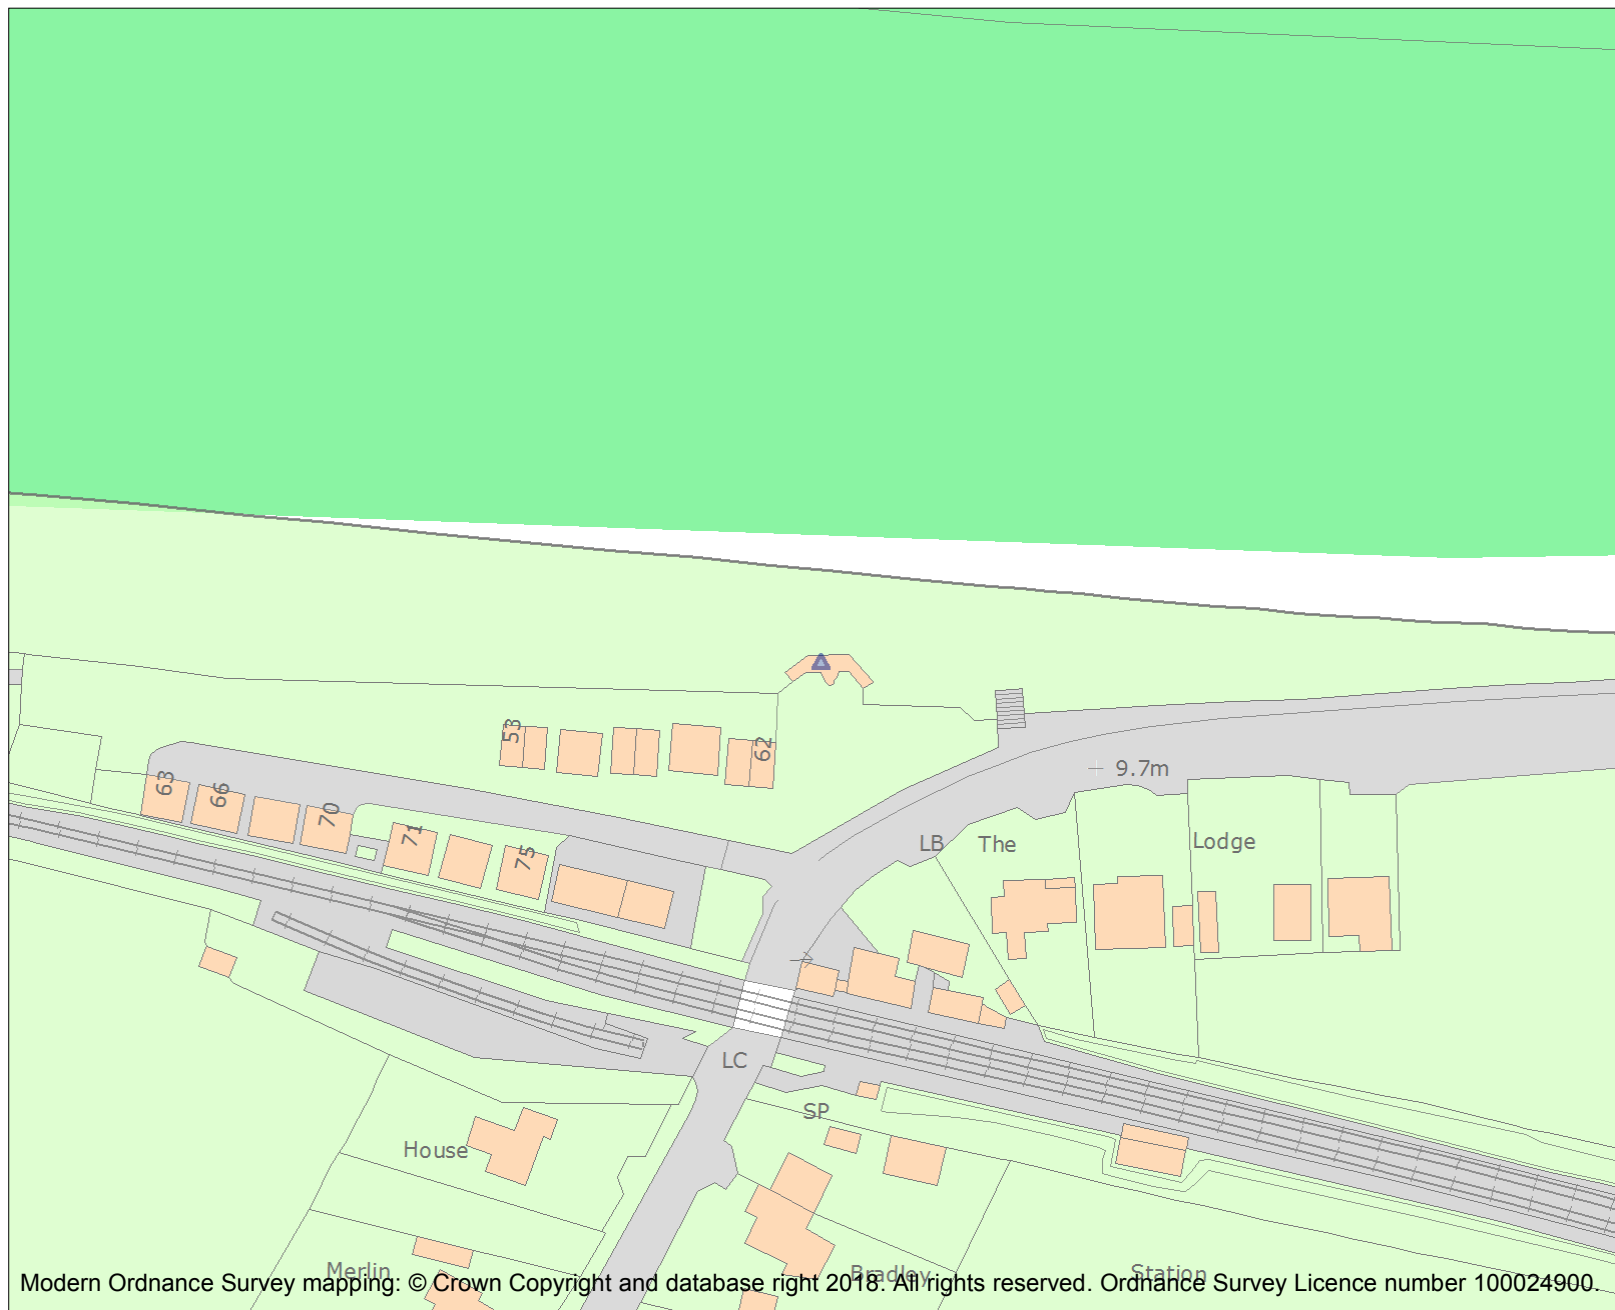 53
62
63
66
70
71
75
9.7m
LB The
Lodge
LC
SP
House
Merlin
Bradley
Station
Modern Ordnance Survey mapping: © Crown Copyright and database right 2018. All rights reserved. Ordnance Survey Licence number 100024900.